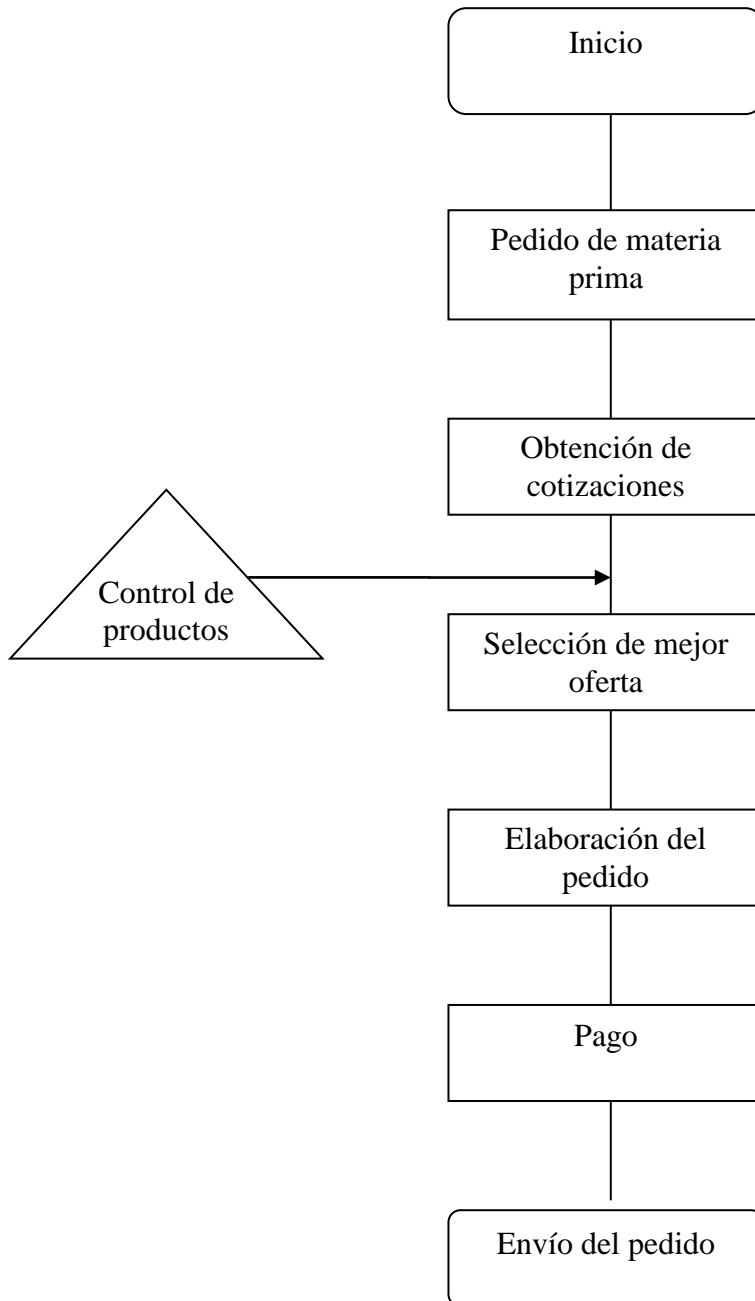 Inicio
Pedido de materia
prima
Obtención de
cotizaciones
Control de
productos
Selección de mejor
oferta
Elaboración del
pedido
Pago
Envío del pedido